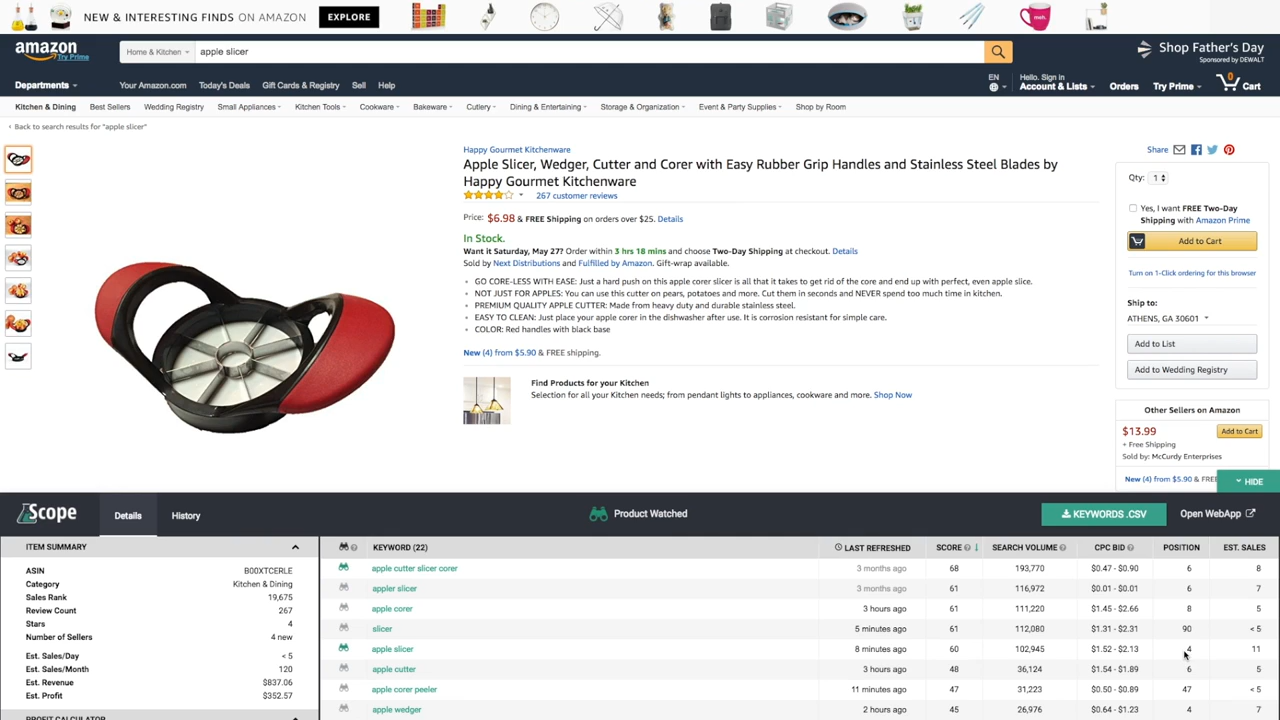 NEW & INTERESTING FINDS ON AMAZON EXPLORE meh.
amazon Try Prime
Home & Kitchen apple slicer
Shop Father's Day
Sponsored by DEWALT
Departments Your Amazon.com Today's Deals Gift Cards & Registry Sell Help
EN Hello. Sign in Account & Lists Orders Try Prime 0 Cart
Kitchen & Dining Best Sellers Wedding Registry Small Appliances Kitchen Tools Cookware Bakeware Cutlery Dining & Entertaining Storage & Organization Event & Party Supplies Shop by Room
‹ Back to search results for "apple slicer"
Happy Gourmet Kitchenware
Apple Slicer, Wedger, Cutter and Corer with Easy Rubber Grip Handles and Stainless Steel Blades by
Happy Gourmet Kitchenware
267 customer reviews
Price: $6.98 & FREE Shipping on orders over $25. Details
In Stock.
Want it Saturday, May 27? Order within 3 hrs 18 mins and choose Two-Day Shipping at checkout. Details
Sold by Next Distributions and Fulfilled by Amazon. Gift-wrap available.
• GO CORE-LESS WITH EASE: Just a hard push on this apple corer slicer is all that it takes to get rid of the core and end up with perfect, even apple slice.
• NOT JUST FOR APPLES: You can use this cutter on pears, potatoes and more. Cut them in seconds and NEVER spend too much time in kitchen.
• PREMIUM QUALITY APPLE CUTTER: Made from heavy duty and durable stainless steel.
• EASY TO CLEAN: Just place your apple corer in the dishwasher after use. It is corrosion resistant for simple care.
• COLOR: Red handles with black base
New (4) from $5.90 & FREE shipping.
Find Products for your Kitchen
Selection for all your Kitchen needs; from pendant lights to appliances, cookware and more. Shop Now
Share
Qty: 1
Yes, I want FREE Two-Day
Shipping with Amazon Prime
Add to Cart
Turn on 1-Click ordering for this browser
Ship to:
ATHENS, GA 30601
Add to List
Add to Wedding Registry
Other Sellers on Amazon
$13.99 Add to Cart
+ Free Shipping
Sold by: McCurdy Enterprises
New (4) from $5.90 & FREE
HIDE
Scope Details History Product Watched KEYWORDS .CSV Open WebApp
ITEM SUMMARY
ASIN B00XTCERLE
Category Kitchen & Dining
Sales Rank 19,675
Review Count 267
Stars 4
Number of Sellers 4 new
Est. Sales/Day < 5
Est. Sales/Month 120
Est. Revenue $837.06
Est. Profit $352.57
PROFIT CALCULATOR
KEYWORD (22) LAST REFRESHED SCORE SEARCH VOLUME CPC BID POSITION EST. SALES
apple cutter slicer corer 3 months ago 68 193,770 $0.47 - $0.90 6 8
appler slicer 3 months ago 61 116,972 $0.01 - $0.01 6 7
apple corer 3 hours ago 61 111,220 $1.45 - $2.66 8 5
slicer 5 minutes ago 61 112,080 $1.31 - $2.31 90 < 5
apple slicer 8 minutes ago 60 102,945 $1.52 - $2.13 4 11
apple cutter 3 hours ago 48 36,124 $1.54 - $1.89 6 5
apple corer peeler 11 minutes ago 47 31,223 $0.50 - $0.89 47 < 5
apple wedger 2 hours ago 45 26,976 $0.64 - $1.23 4 7